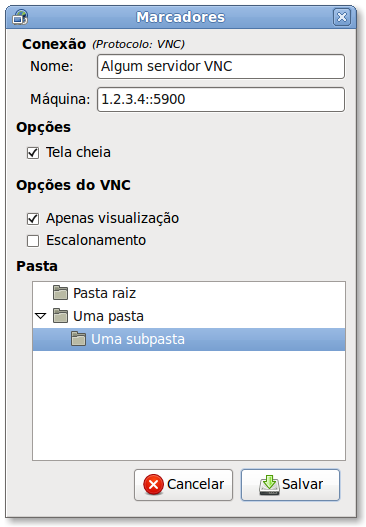 Marcadores
Conexão (Protocolo: VNC)
Nome: Algum servidor VNC
Máquina: 1.2.3.4::5900
Opções
Tela cheia
Opções do VNC
Apenas visualização
Escalonamento
Pasta
Pasta raiz
Uma pasta
Uma subpasta
Cancelar Salvar